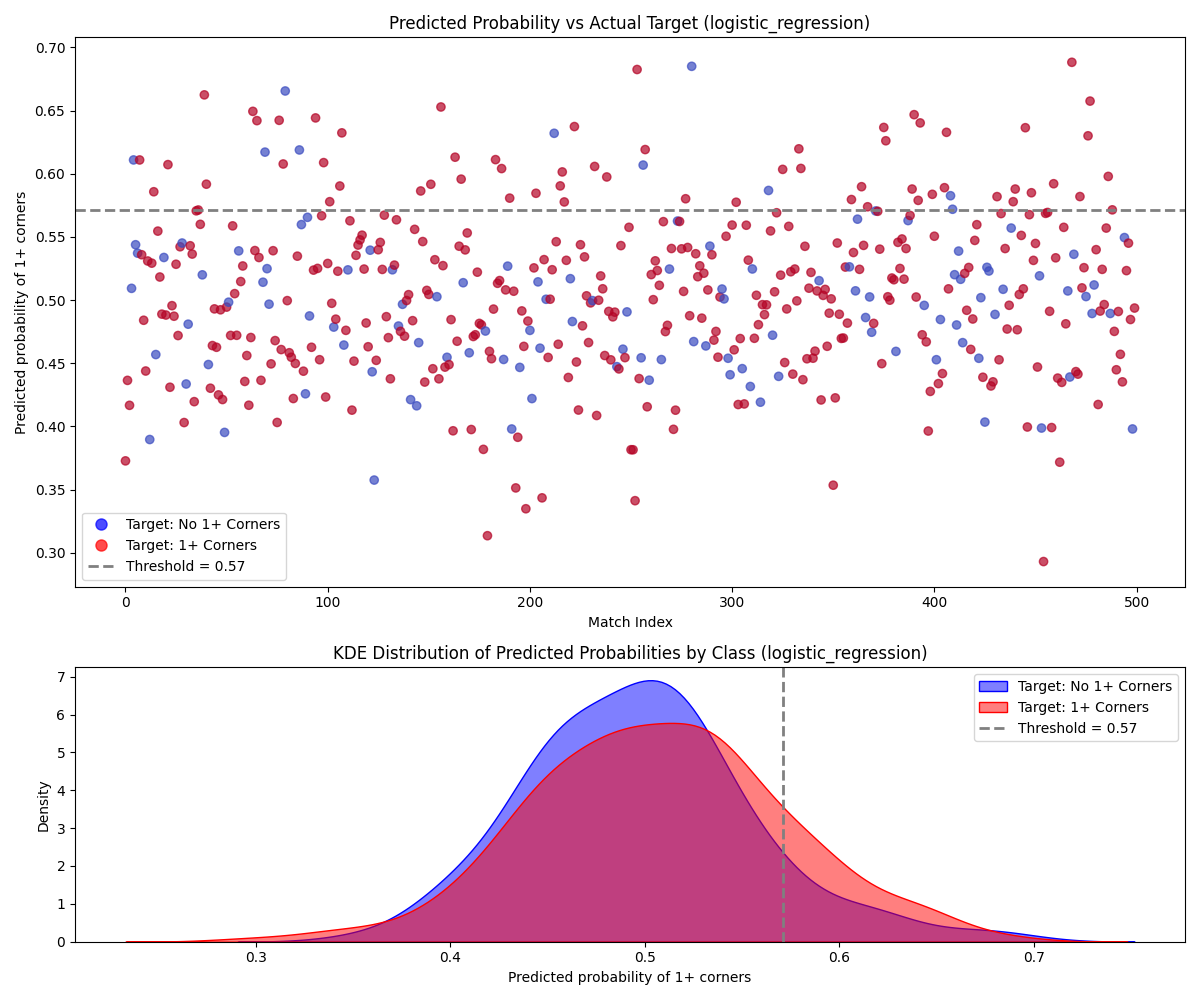 Predicted Probability vs Actual Target (logistic_regression)
Predicted probability of 1+ corners
0.70
0.65
0.60
0.55
0.50
0.45
0.40
0.35
0.30
Target: No 1+ Corners
Target: 1+ Corners
Threshold = 0.57
0 100 200 300 400 500
Match Index
KDE Distribution of Predicted Probabilities by Class (logistic_regression)
Density
7
6
5
4
3
2
1
0
Target: No 1+ Corners
Target: 1+ Corners
Threshold = 0.57
0.3 0.4 0.5 0.6 0.7
Predicted probability of 1+ corners